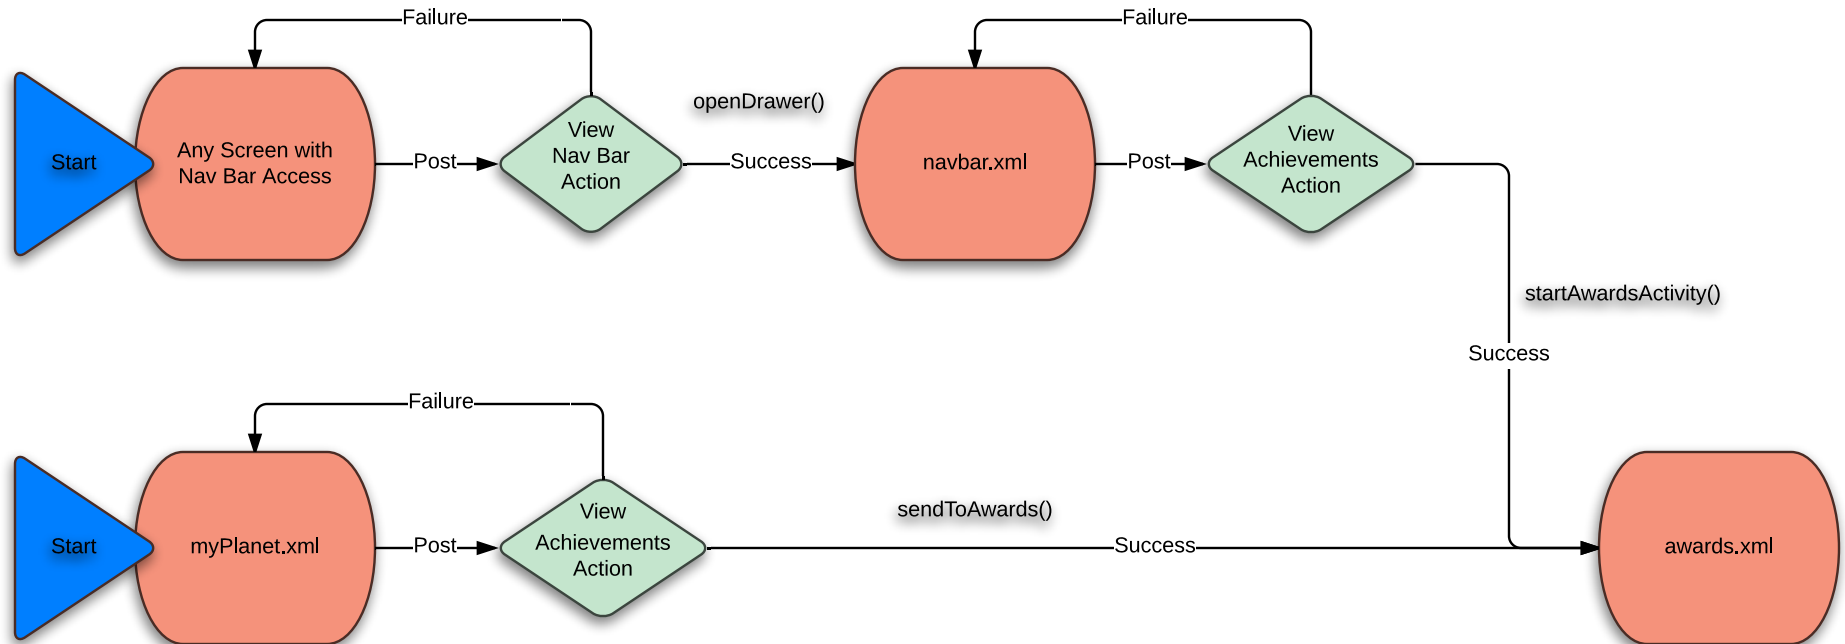 Failure
Failure
openDrawer()
Start
Any Screen with
Nav Bar Access
Post
View
Nav Bar
Action
Success
navbar.xml
Post
View
Achievements
Action
startAwardsActivity()
Success
Failure
sendToAwards()
Start
myPlanet.xml
Post
View
Achievements
Action
Success
awards.xml